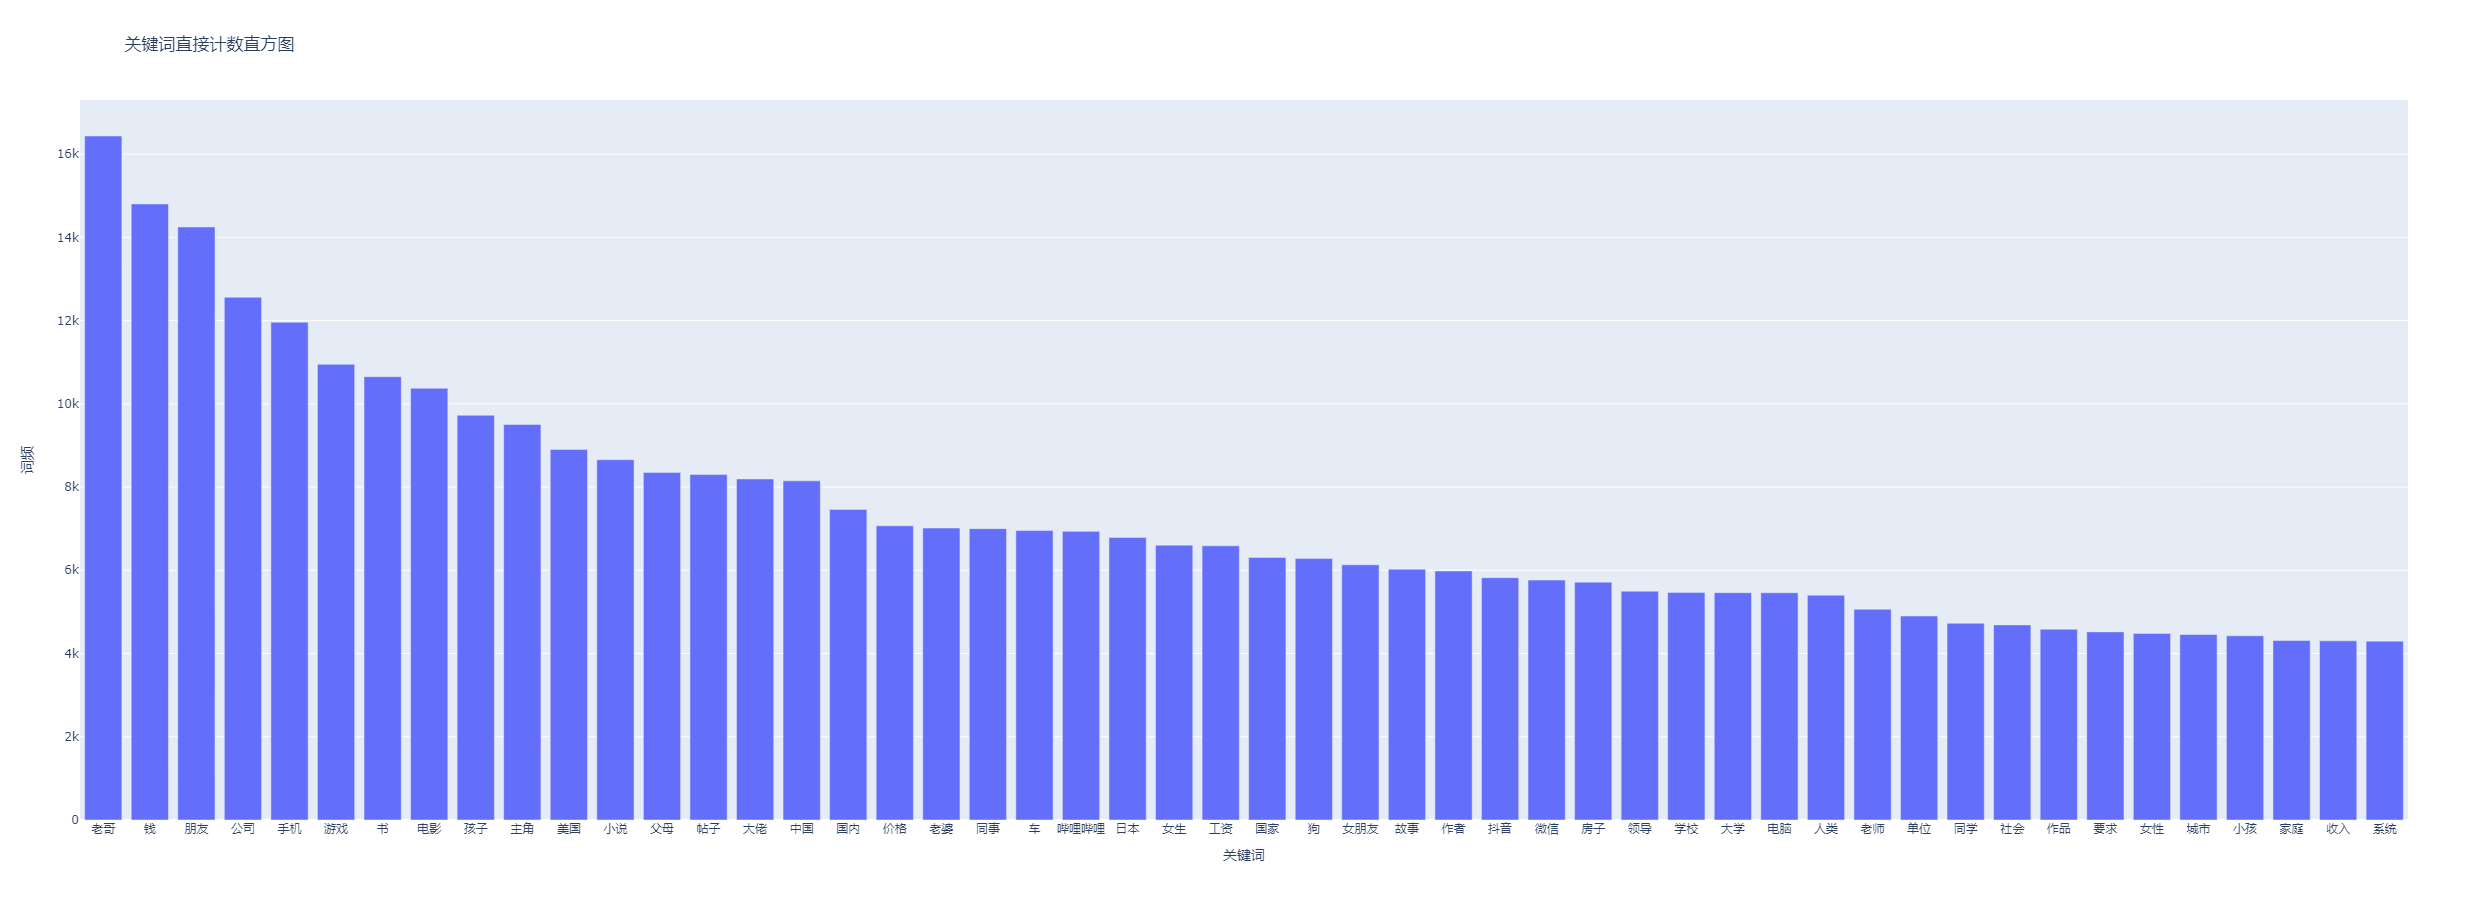 关键词直接计数直方图
16k
14k
12k
10k
8k
6k
4k
2k
0
词频
老哥 钱 朋友 公司 手机 游戏 书 电影 孩子 主角 美国 小说 父母 帖子 大佬 中国 国内 价格 老婆 同事 车 哔哩哔哩 日本 女生 工资 国家 狗 女朋友 故事 作者 抖音 微信 房子 领导 学校 大学 电脑 人类 老师 单位 同学 社会 作品 要求 女性 城市 小孩 家庭 收入 系统
关键词